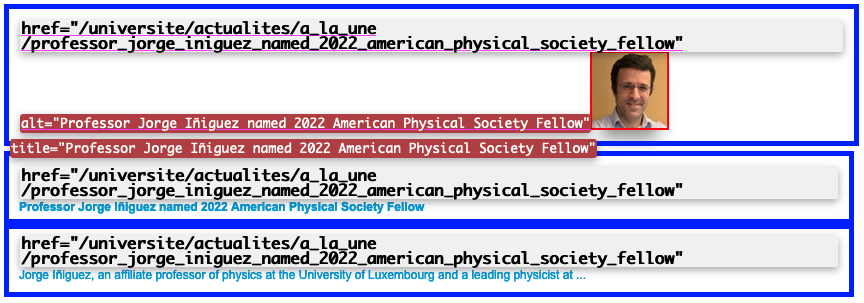 href="/universite/actualites/a_la_une
/professor_jorge_iniguez_named_2022_american_physical_society_fellow"
alt="Professor Jorge Iñiguez named 2022 American Physical Society Fellow"
title="Professor Jorge Iñiguez named 2022 American Physical Society Fellow"
href="/universite/actualites/a_la_une
/professor_jorge_iniguez_named_2022_american_physical_society_fellow"
Professor Jorge Iñiguez named 2022 American Physical Society Fellow
href="/universite/actualites/a_la_une
/professor_jorge_iniguez_named_2022_american_physical_society_fellow"
Jorge Iñiguez, an affiliate professor of physics at the University of Luxembourg and a leading physicist at ...